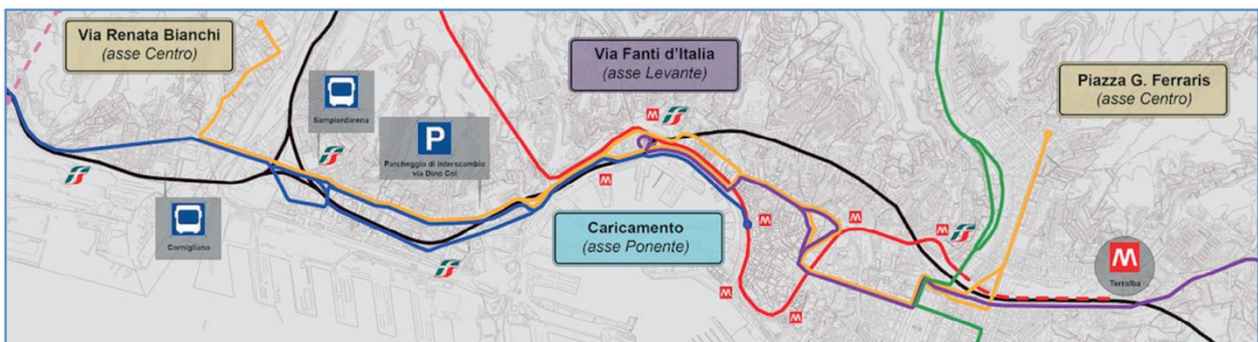 Via Renata Bianchi
(asse Centro)
Sampierdarena
P
Parcheggio di interscambio
via Dino Col
Cornigliano
Via Fanti d'Italia
(asse Levante)
M
M
Caricamento
(asse Ponente)
M
M
M
M
M
Piazza G. Ferraris
(asse Centro)
M
Terralba